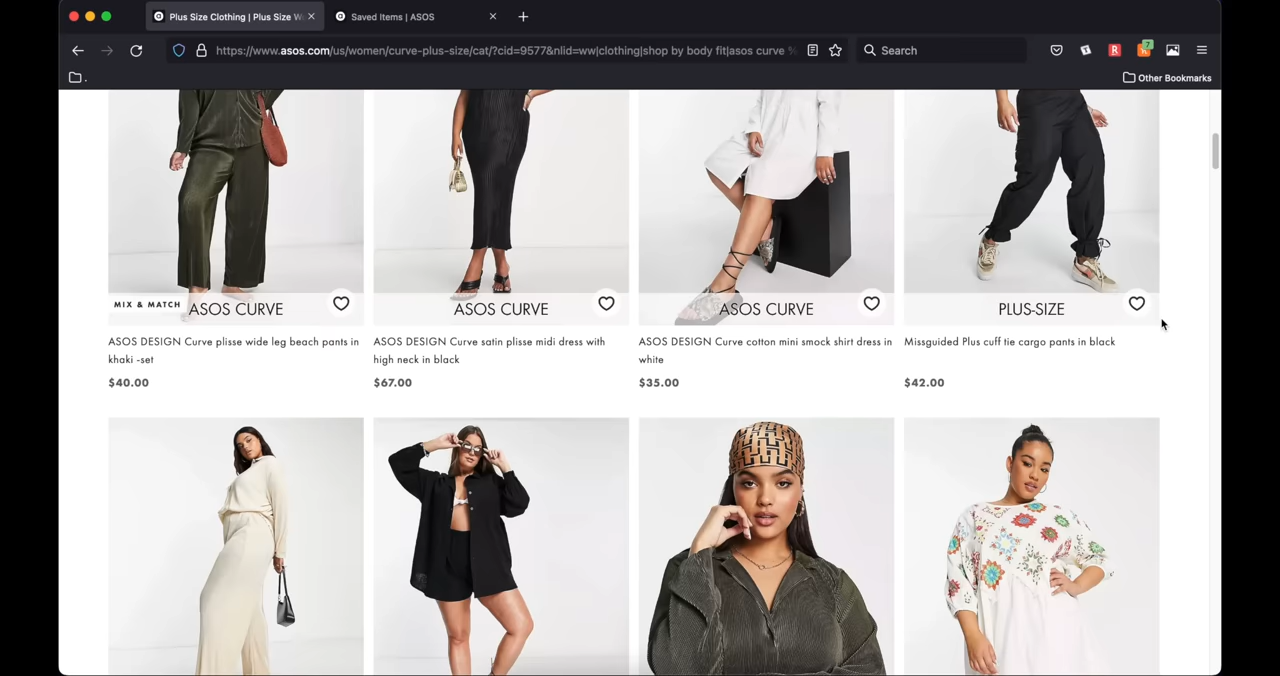 Plus Size Clothing | Plus Size W
Saved Items | ASOS
https://www.asos.com/us/women/curve-plus-size/cat/?cid=9577&nlid=ww|clothing|shop by body fit|asos curve %
Search
R
7
.
Other Bookmarks
MIX & MATCH ASOS CURVE
ASOS CURVE
ASOS CURVE
PLUS-SIZE
ASOS DESIGN Curve plisse wide leg beach pants in
khaki -set
$40.00
ASOS DESIGN Curve satin plisse midi dress with
high neck in black
$67.00
ASOS DESIGN Curve cotton mini smock shirt dress in
white
$35.00
Missguided Plus cuff tie cargo pants in black
$42.00